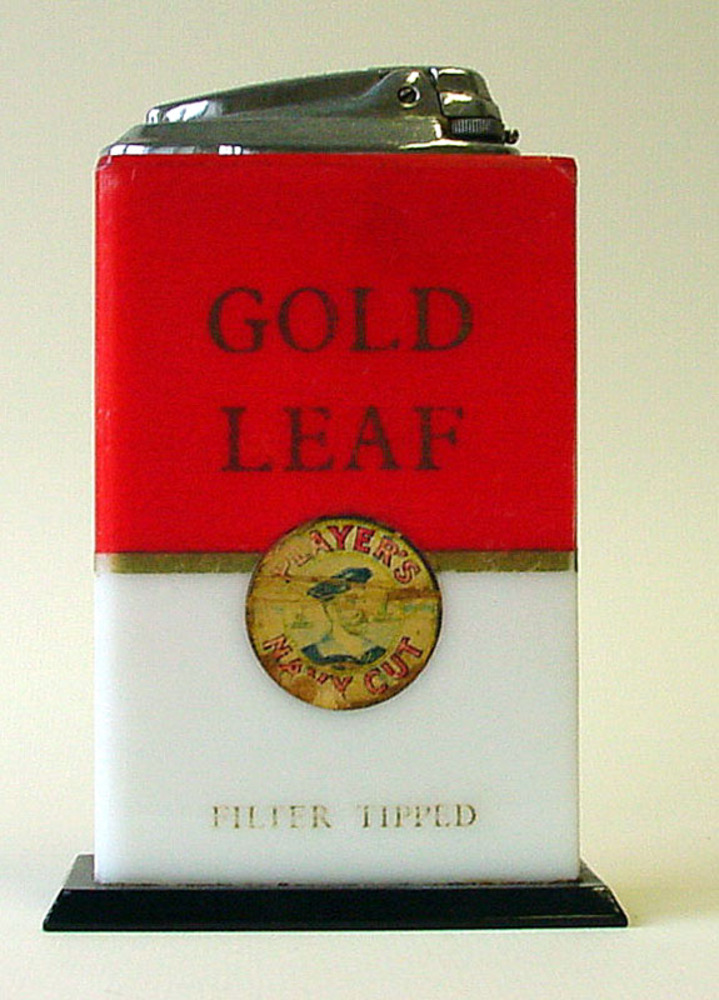 GOLD
LEAF
PLAYER'S
NAVY CUT
FILTER TIPPED